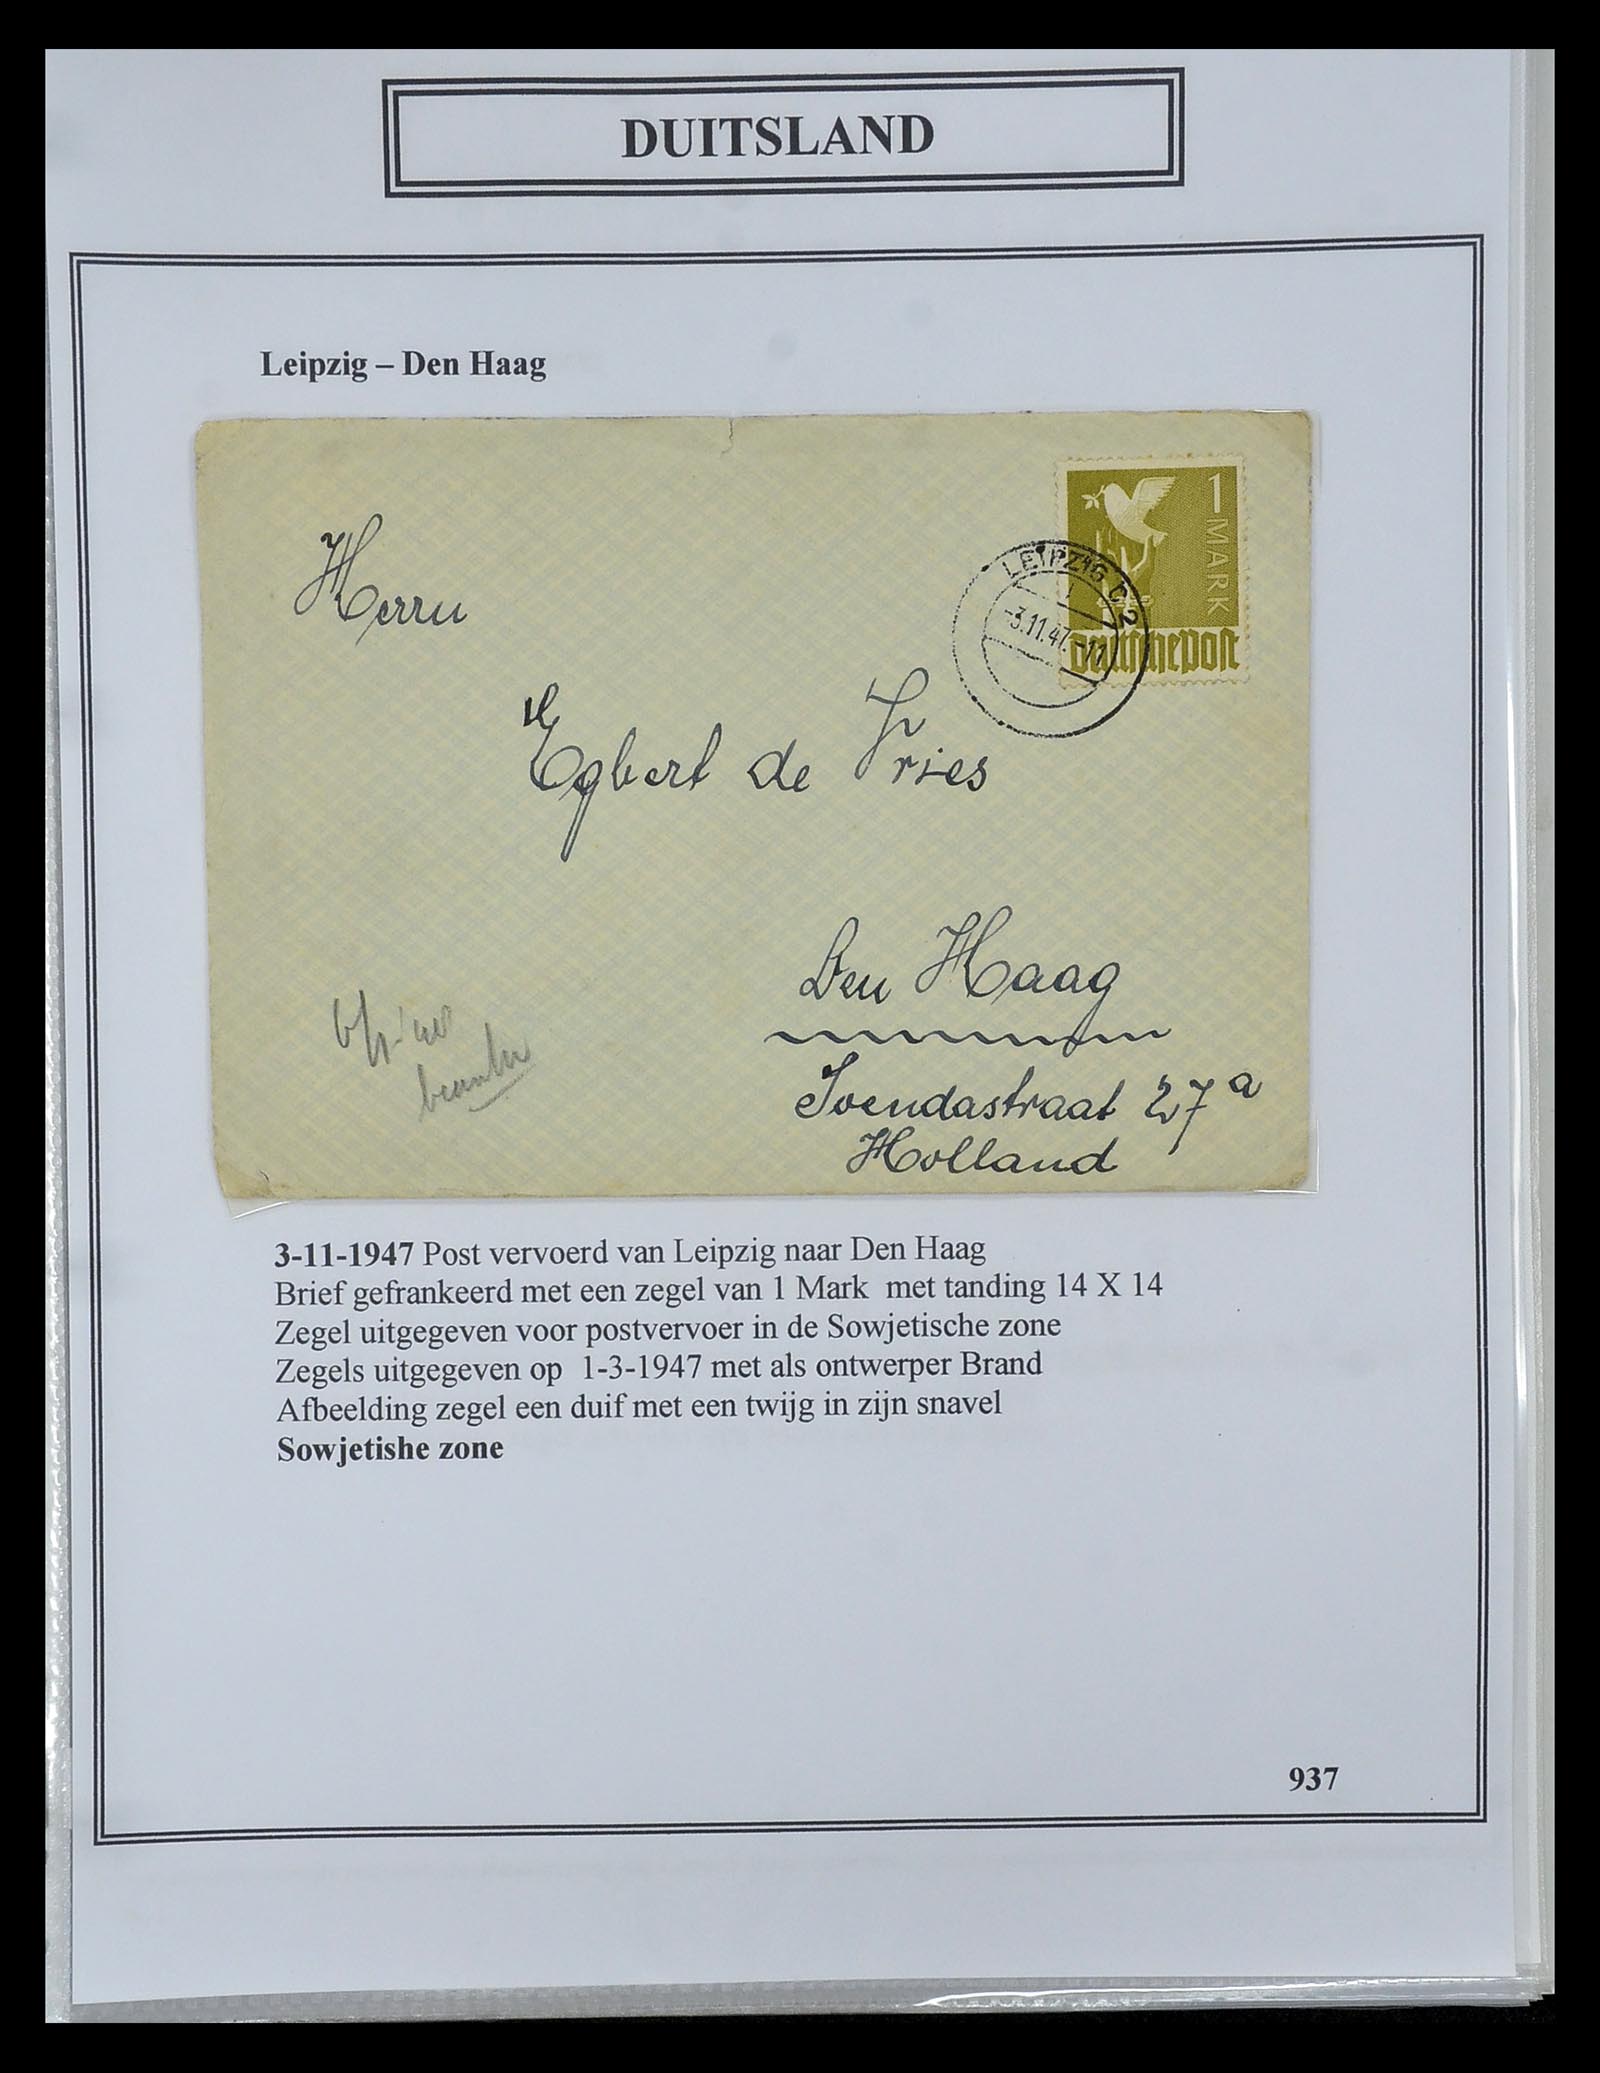 DUITSLAND
Leipzig – Den Haag
1 MARK
Deutsche Post
LEIPZIG C2
-3.11.47.-11
Herrn
Egbert de Vries
Den Haag
27a
Holland
3-11-1947 Post vervoerd van Leipzig naar Den Haag
Brief gefrankeerd met een zegel van 1 Mark met tanding 14 X 14
Zegel uitgegeven voor postvervoer in de Sowjetische zone
Zegels uitgegeven op 1-3-1947 met als ontwerper Brand
Afbeelding zegel een duif met een twijg in zijn snavel
Sowjetishe zone
937